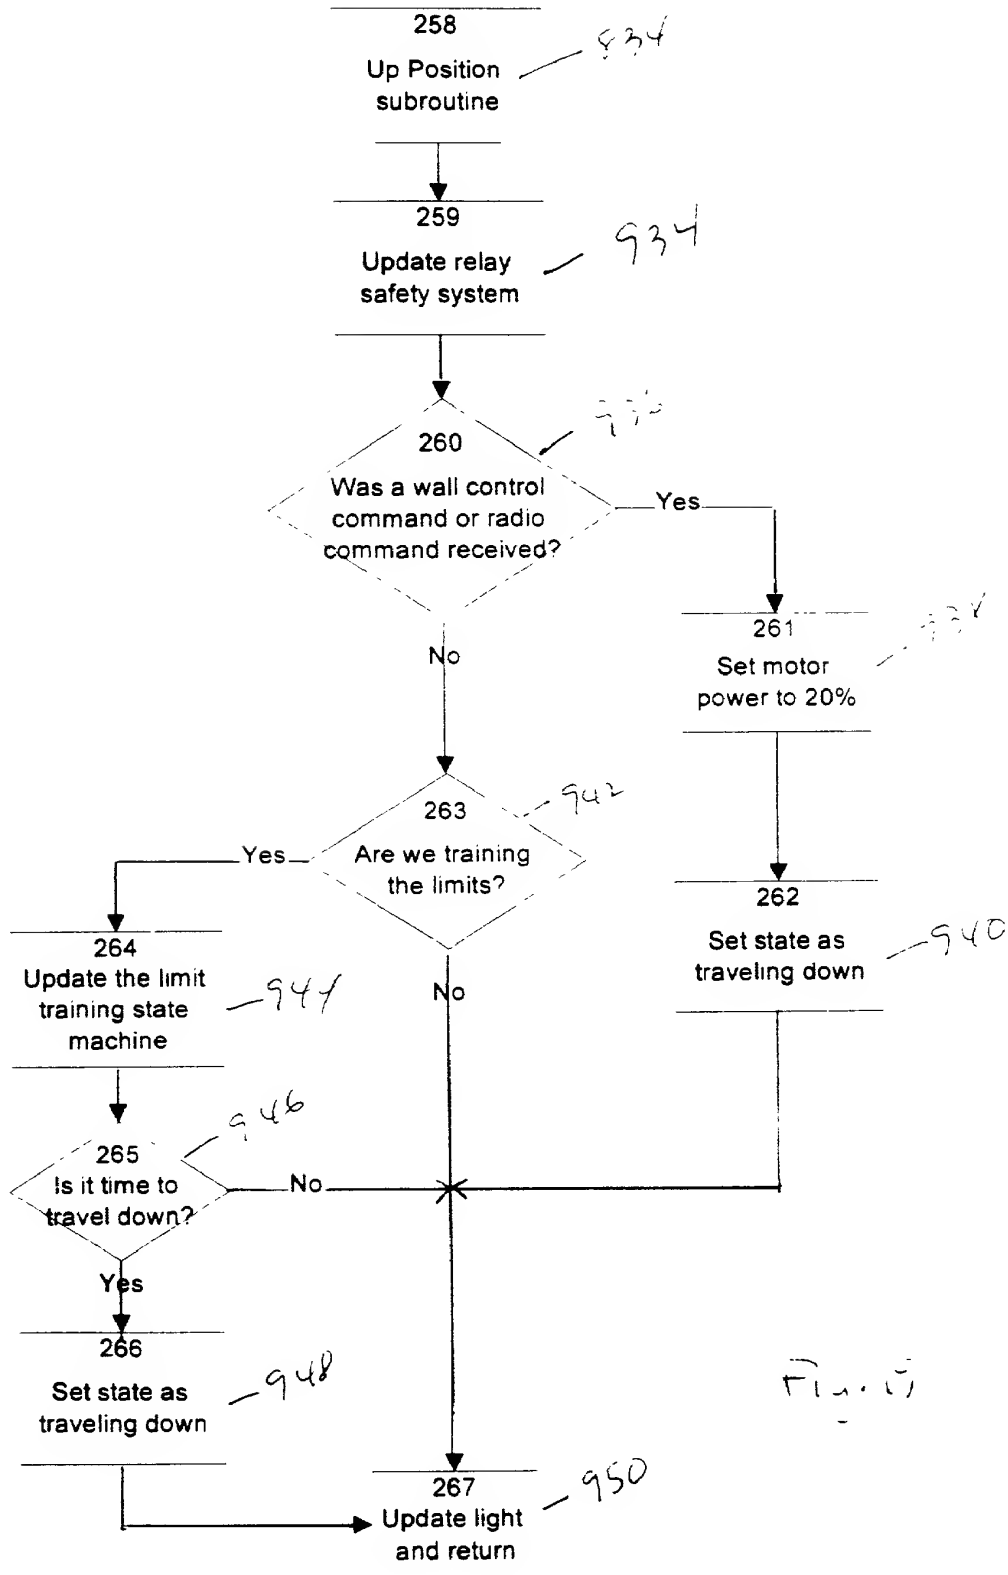 258
834
Up Position
subroutine
259
934
Update relay
safety system
260
936
Was a wall control
command or radio
command received?
Yes
No
261
938
Set motor
power to 20%
263
942
Are we training
the limits?
Yes
No
262
940
Set state as
traveling down
264
944
Update the limit
training state
machine
265
946
Is it time to
travel down?
No
Yes
266
948
Set state as
traveling down
267
950
Update light
and return